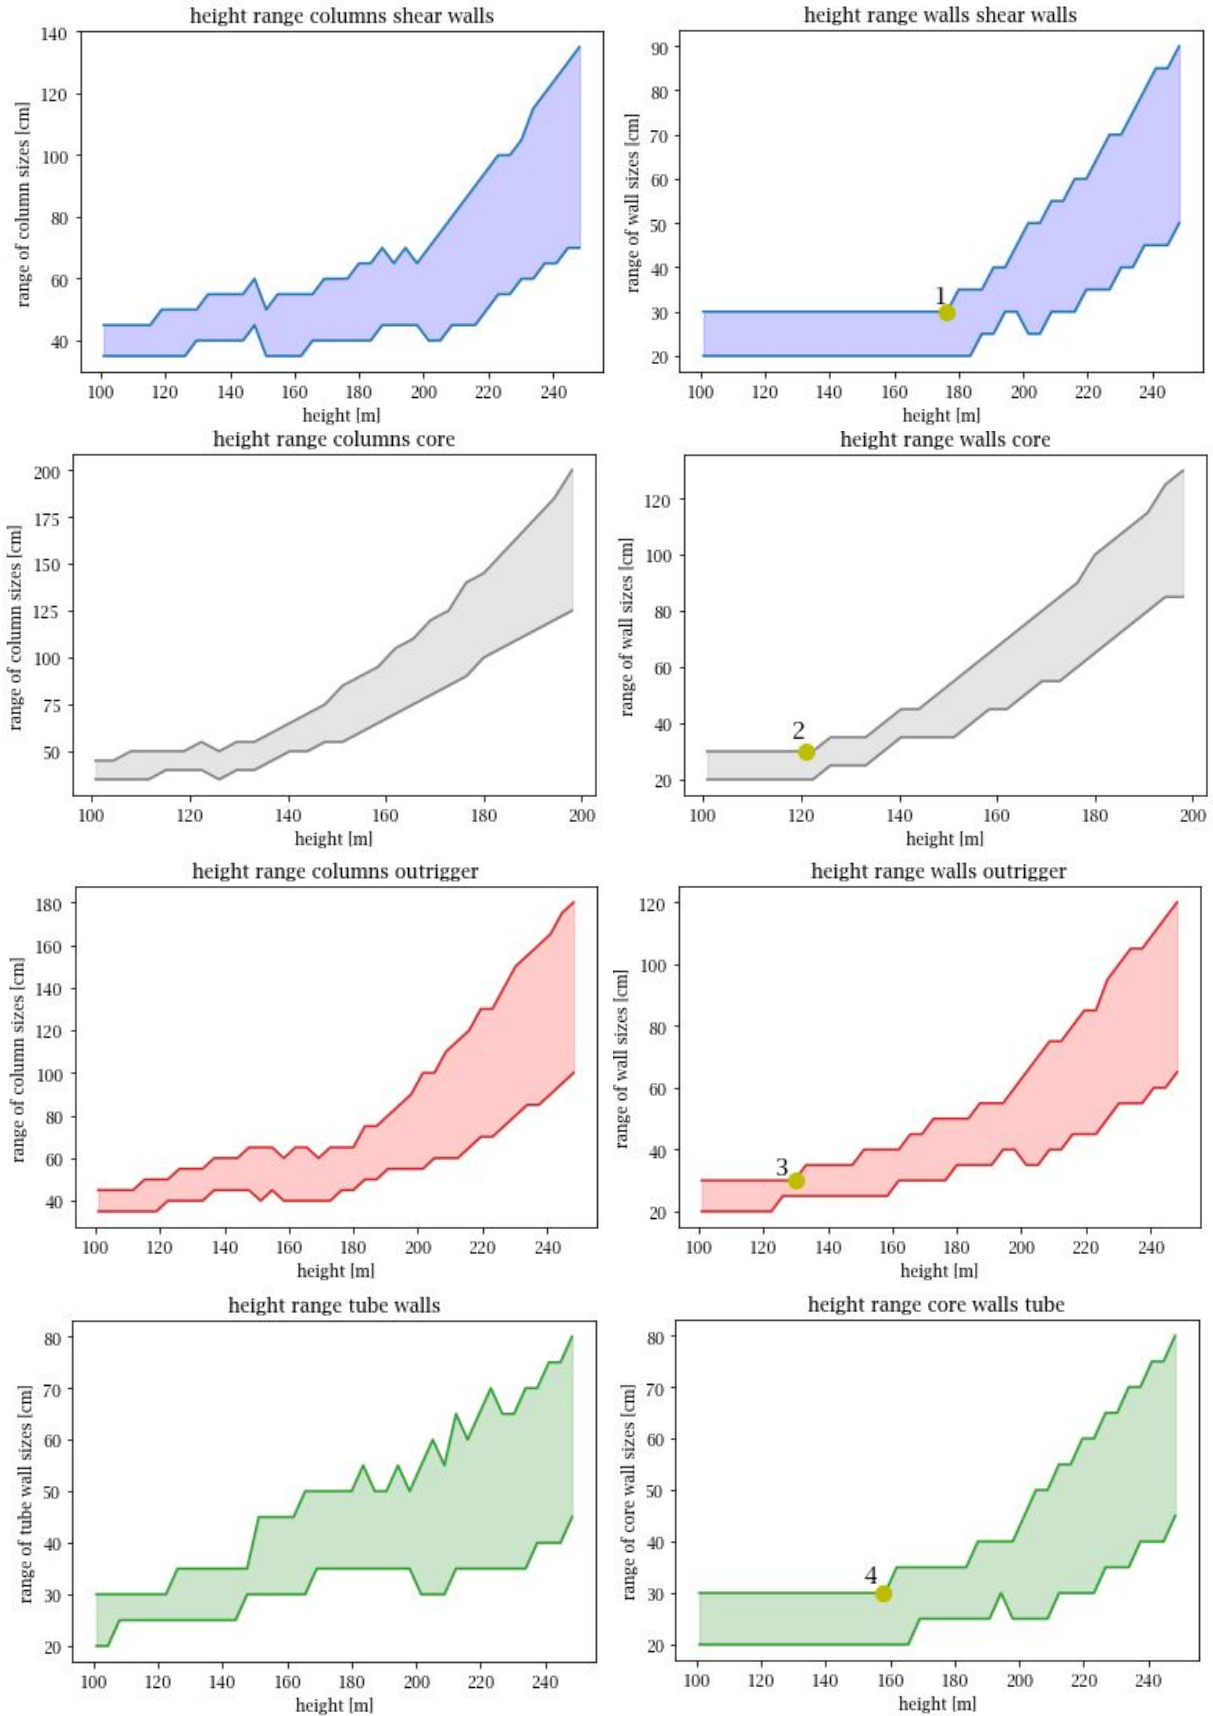 height range columns shear walls
range of column sizes [cm]
140
120
100
80
60
40
100 120 140 160 180 200 220 240
height [m]
height range walls shear walls
range of wall sizes [cm]
90
80
70
60
50
40
30
20
1
100 120 140 160 180 200 220 240
height [m]
height range columns core
range of column sizes [cm]
200
175
150
125
100
75
50
100 120 140 160 180 200
height [m]
height range walls core
range of wall sizes [cm]
120
100
80
60
40
20
2
100 120 140 160 180 200
height [m]
height range columns outrigger
range of column sizes [cm]
180
160
140
120
100
80
60
40
100 120 140 160 180 200 220 240
height [m]
height range walls outrigger
range of wall sizes [cm]
120
100
80
60
40
20
3
100 120 140 160 180 200 220 240
height [m]
height range tube walls
range of tube wall sizes [cm]
80
70
60
50
40
30
20
100 120 140 160 180 200 220 240
height [m]
height range core walls tube
range of core wall sizes [cm]
80
70
60
50
40
30
20
4
100 120 140 160 180 200 220 240
height [m]